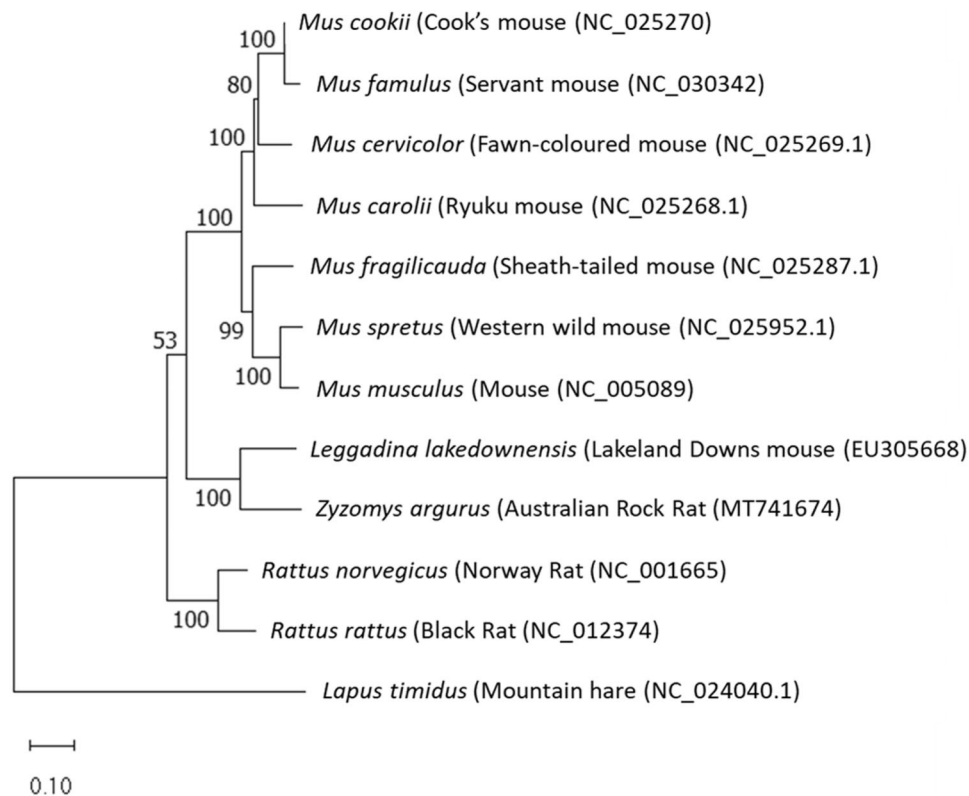 Mus cookii (Cook’s mouse (NC_025270)
100
80
Mus famulus (Servant mouse (NC_030342)
100
Mus cervicolor (Fawn-coloured mouse (NC_025269.1)
Mus carolii (Ryuku mouse (NC_025268.1)
100
Mus fragilicauda (Sheath-tailed mouse (NC_025287.1)
99
Mus spretus (Western wild mouse (NC_025952.1)
53
100
Mus musculus (Mouse (NC_005089)
Leggadina lakedownensis (Lakeland Downs mouse (EU305668)
100
Zyzomys argurus (Australian Rock Rat (MT741674)
Rattus norvegicus (Norway Rat (NC_001665)
100
Rattus rattus (Black Rat (NC_012374)
Lapus timidus (Mountain hare (NC_024040.1)
0.10